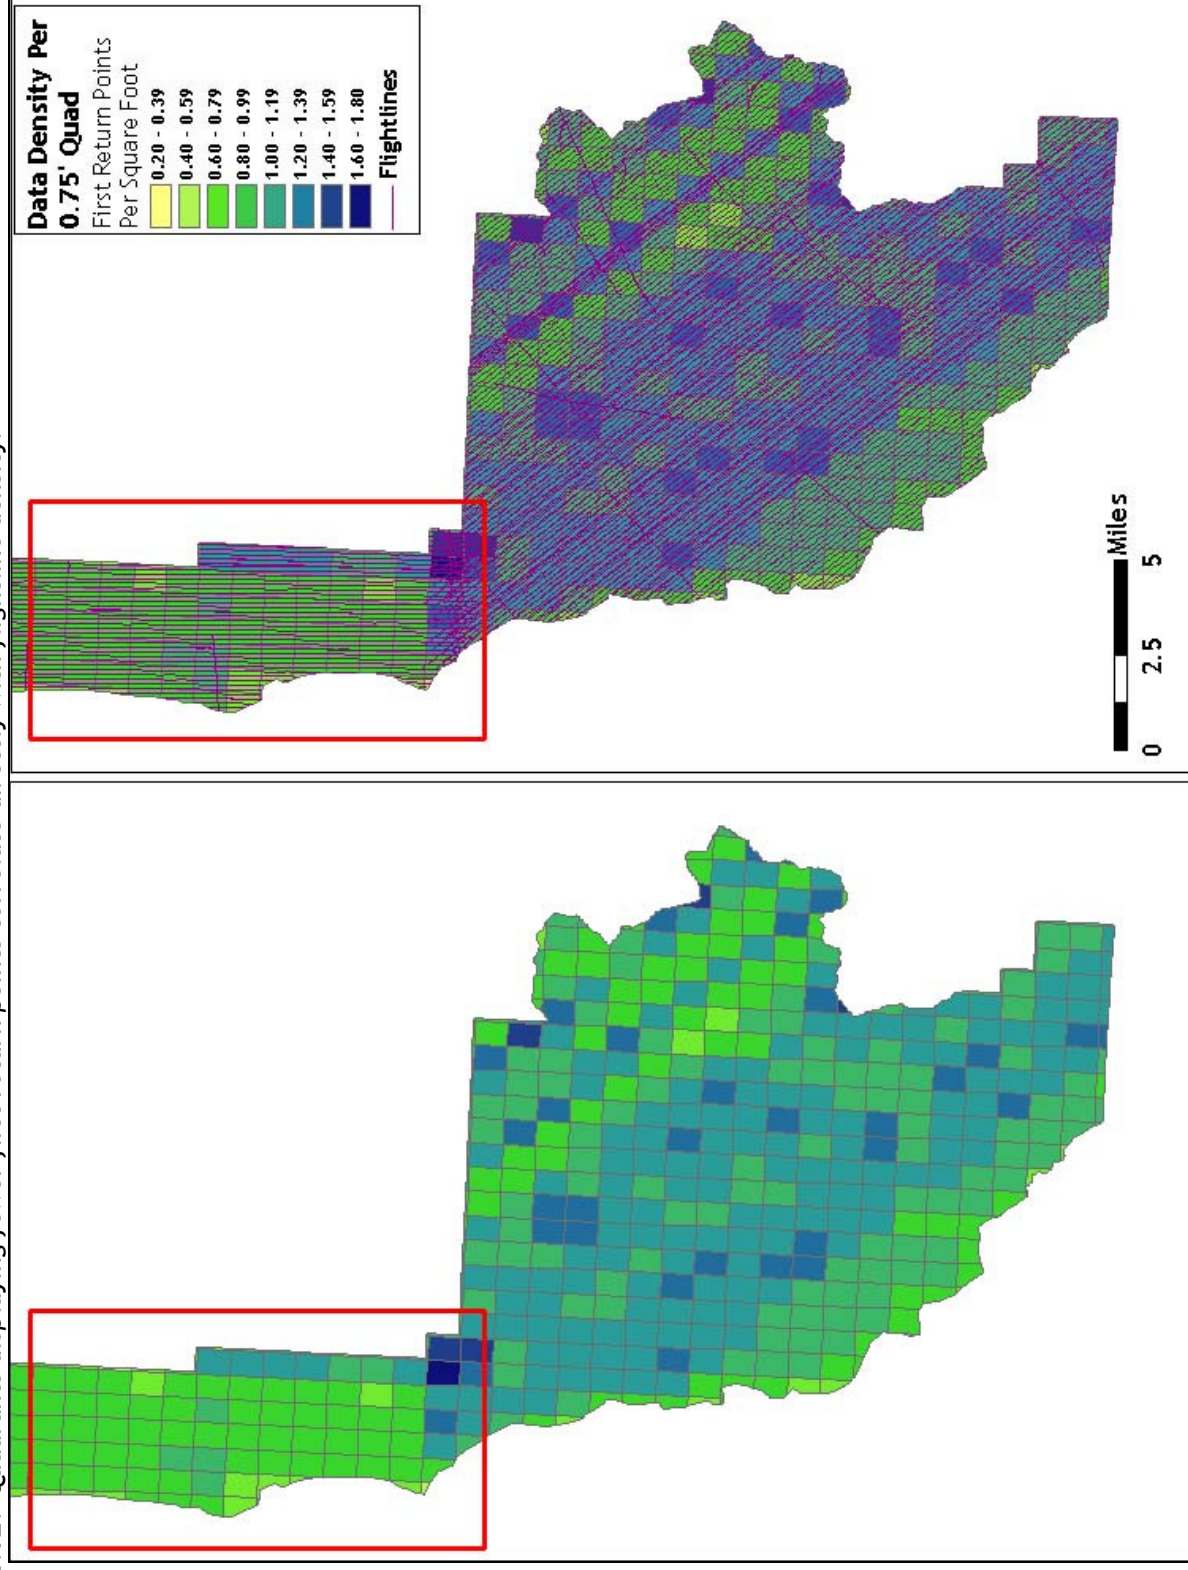 Data Density Per
0.75' Quad
First Return Points
Per Square Foot
0.20 - 0.39
0.40 - 0.59
0.60 - 0.79
0.80 - 0.99
1.00 - 1.19
1.20 - 1.39
1.40 - 1.59
1.60 - 1.80
Flightlines
Miles
0 2.5 5